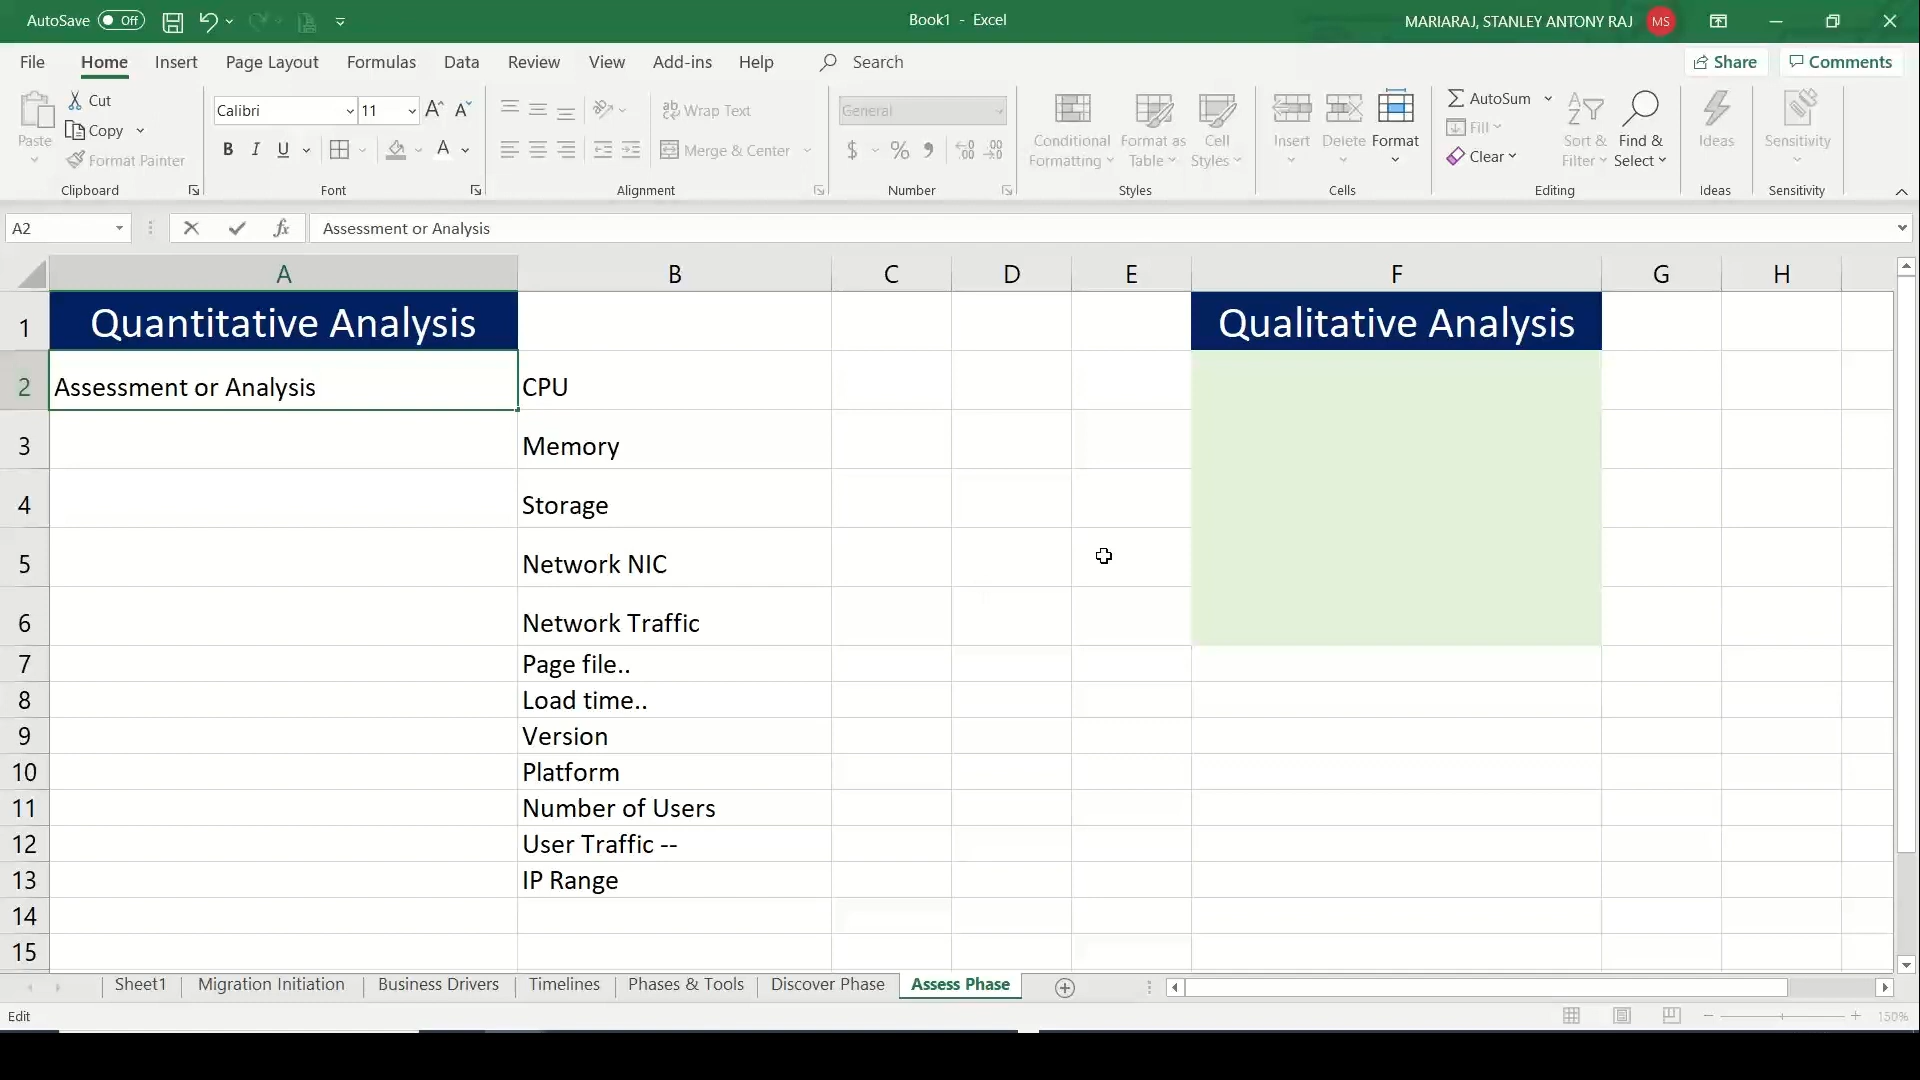 AutoSave Off
Book1 - Excel
MARIARAJ, STANLEY ANTONY RAJ MS
File Home Insert Page Layout Formulas Data Review View Add-ins Help Search
Share Comments
Paste
Cut
Copy
Format Painter
Clipboard
Calibri 11
B I U A
Font
Wrap Text
Merge & Center
Alignment
General
$ % 9
Number
Conditional Formatting
Format as Table
Cell Styles
Styles
Insert Delete Format
Cells
AutoSum
Fill
Clear
Sort & Filter
Find & Select
Editing
Ideas
Ideas
Sensitivity
Sensitivity
A2 fx Assessment or Analysis
A B C D E F G H
1 Quantitative Analysis Qualitative Analysis
2 Assessment or Analysis CPU
3 Memory
4 Storage
5 Network NIC
6 Network Traffic
7 Page file..
8 Load time..
9 Version
10 Platform
11 Number of Users
12 User Traffic --
13 IP Range
14
15
Sheet1 Migration Initiation Business Drivers Timelines Phases & Tools Discover Phase Assess Phase
Edit
150%